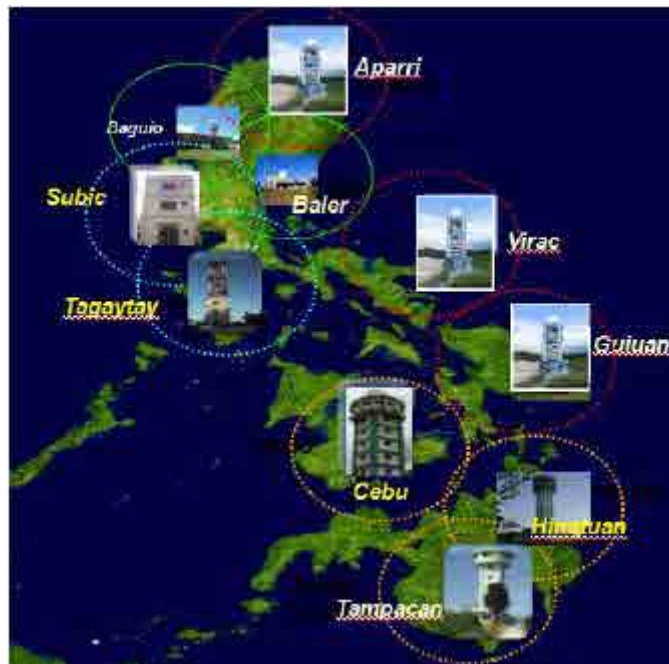 Aparri
Baguio
Subic
Baler
Virac
Tagaytay
Guiuan
Cebu
Hinatuan
Tampacan